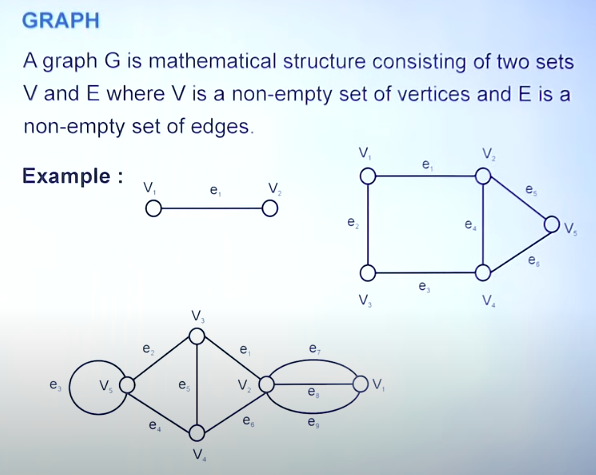 GRAPH
A graph G is mathematical structure consisting of two sets
V and E where V is a non-empty set of vertices and E is a
non-empty set of edges.
Example :
V₁ e₁ V₂
V₁ e₁ V₂
e₅
e₂ e₄ V₅
e₆
e₃
V₃ V₄
V₃
e₂ e₁ e₇
e₃ V₅ e₅ V₂ e₈ V₁
e₄ e₆ e₉
V₄